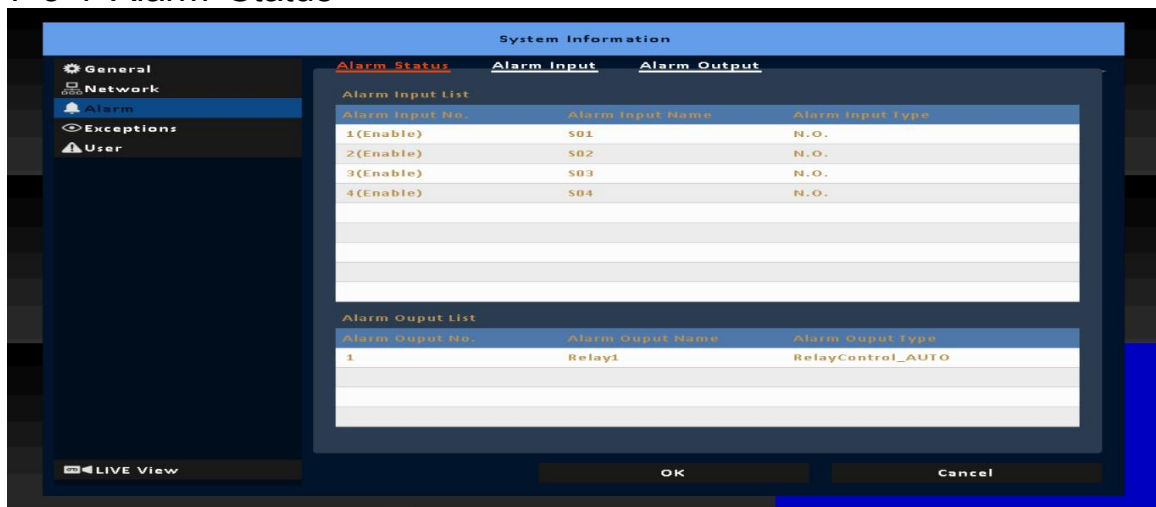 System Information
General
Network
Alarm
Exceptions
User
LIVE View
Alarm Status Alarm Input Alarm Output
Alarm Input List
Alarm Input No. Alarm Input Name Alarm Input Type
1(Enable) S01 N.O.
2(Enable) S02 N.O.
3(Enable) S03 N.O.
4(Enable) S04 N.O.
Alarm Ouput List
Alarm Ouput No. Alarm Ouput Name Alarm Ouput Type
1 Relay1 RelayControl_AUTO
OK Cancel